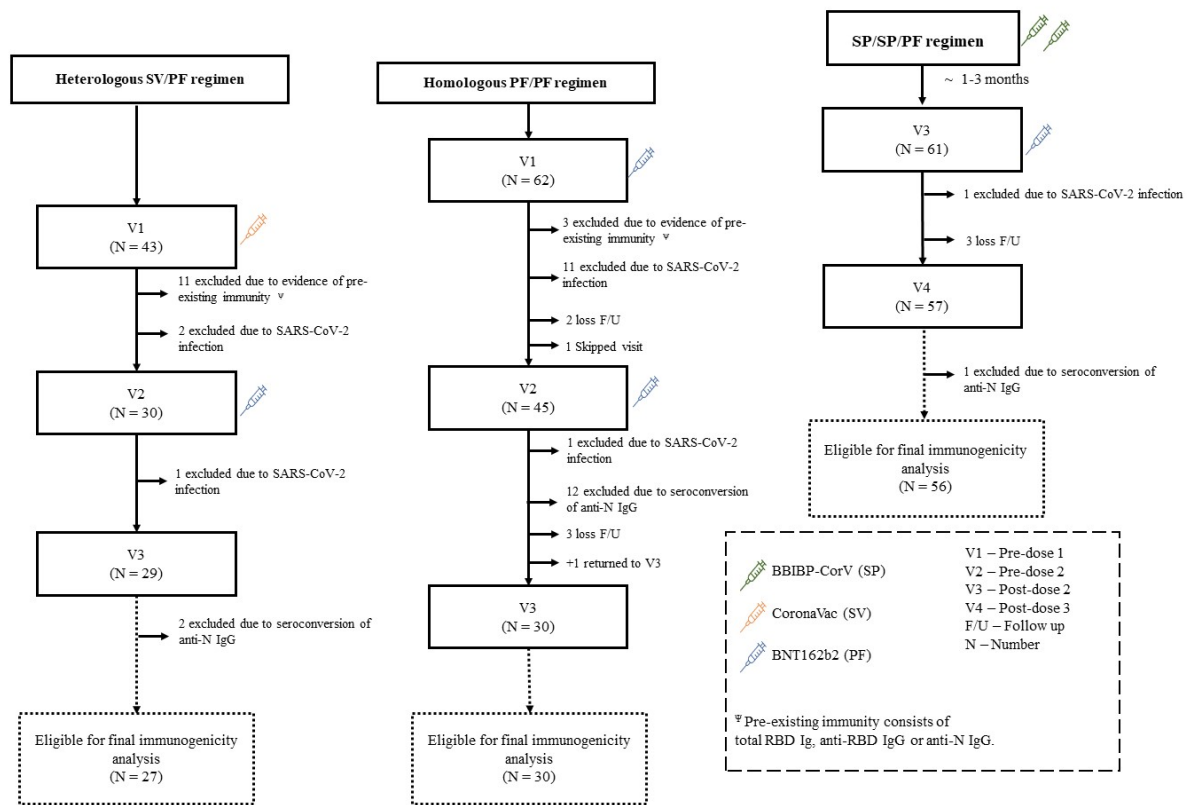 Heterologous SV/PF regimen
V1
(N = 43)
11 excluded due to evidence of pre-
existing immunity Ψ
2 excluded due to SARS-CoV-2
infection
V2
(N = 30)
1 excluded due to SARS-CoV-2
infection
V3
(N = 29)
2 excluded due to seroconversion of
anti-N IgG
Eligible for final immunogenicity
analysis
(N = 27)
Homologous PF/PF regimen
V1
(N = 62)
3 excluded due to evidence of pre-
existing immunity Ψ
11 excluded due to SARS-CoV-2
infection
2 loss F/U
1 Skipped visit
V2
(N = 45)
1 excluded due to SARS-CoV-2
infection
12 excluded due to seroconversion
of anti-N IgG
3 loss F/U
+1 returned to V3
V3
(N = 30)
Eligible for final immunogenicity
analysis
(N = 30)
SP/SP/PF regimen
~ 1-3 months
V3
(N = 61)
1 excluded due to SARS-CoV-2 infection
3 loss F/U
V4
(N = 57)
1 excluded due to seroconversion of
anti-N IgG
Eligible for final immunogenicity
analysis
(N = 56)
BBIBP-CorV (SP)
CoronaVac (SV)
BNT162b2 (PF)
V1 – Pre-dose 1
V2 – Pre-dose 2
V3 – Post-dose 2
V4 – Post-dose 3
F/U – Follow up
N – Number
Ψ Pre-existing immunity consists of
total RBD Ig, anti-RBD IgG or anti-N IgG.